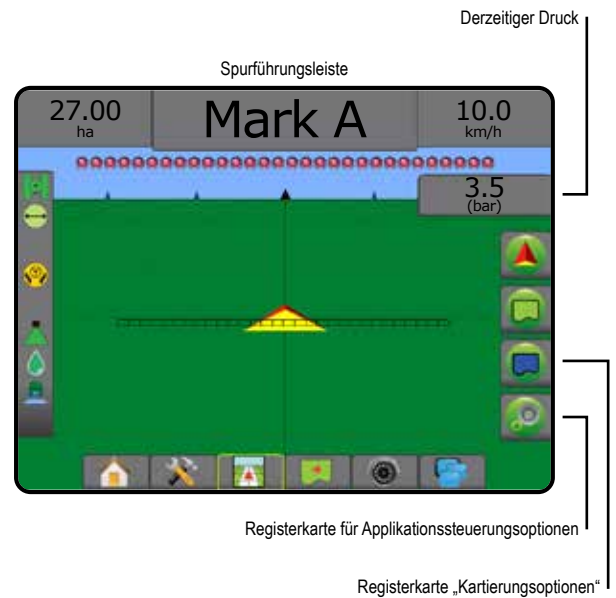 Derzeitiger Druck
Spurführungsleiste
27.00
ha
Mark A
10.0
km/h
3.5
(bar)
Registerkarte für Applikationssteuerungsoptionen
Registerkarte „Kartierungsoptionen“